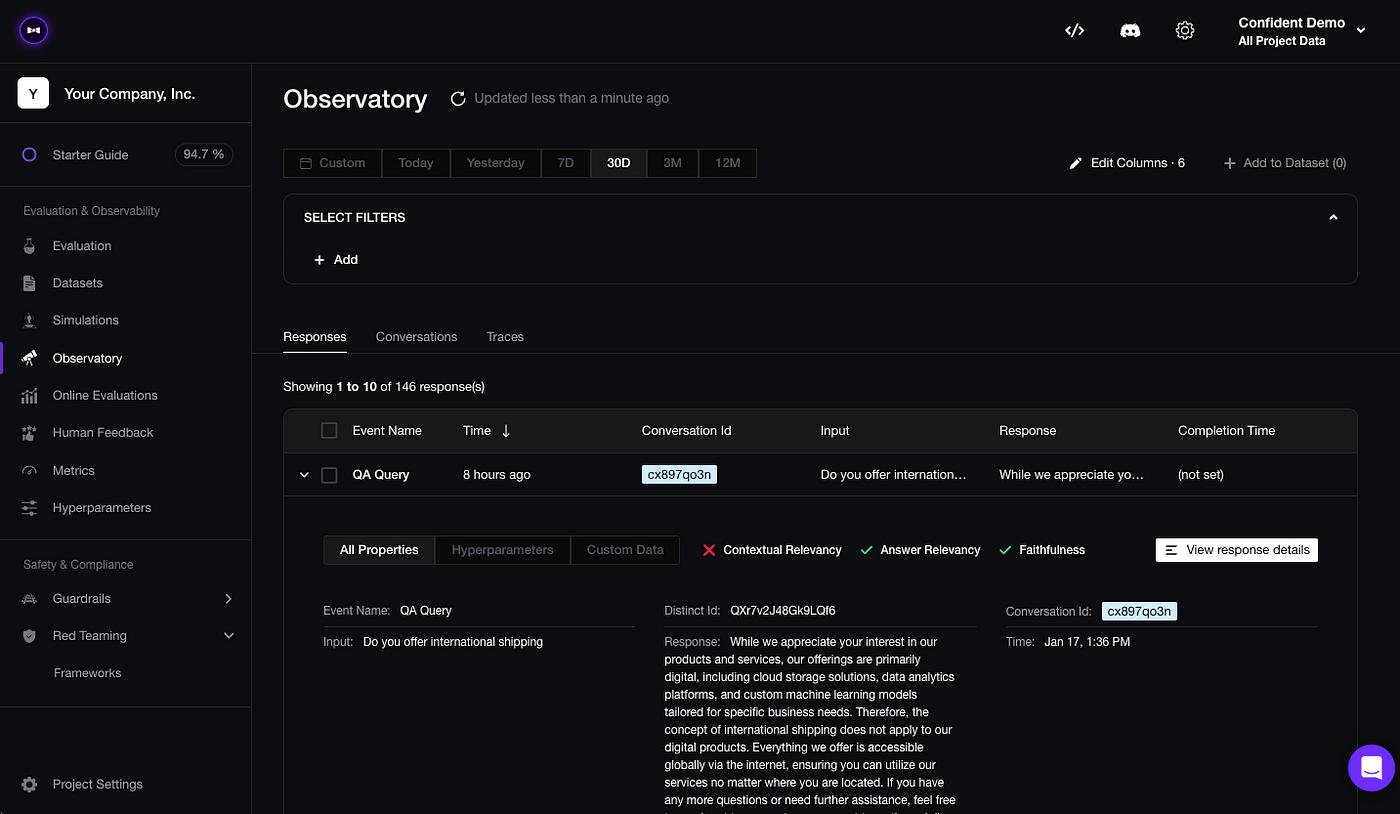 Confident Demo
All Project Data
Y
Your Company, Inc.
Starter Guide
94.7 %
Evaluation & Observability
Evaluation
Datasets
Simulations
Observatory
Online Evaluations
Human Feedback
Metrics
Hyperparameters
Safety & Compliance
Guardrails
Red Teaming
Frameworks
Project Settings
Observatory
Updated less than a minute ago
Custom
Today
Yesterday
7D
30D
3M
12M
Edit Columns · 6
Add to Dataset (0)
SELECT FILTERS
Add
Responses
Conversations
Traces
Showing 1 to 10 of 146 response(s)
Event Name
Time
Conversation Id
Input
Response
Completion Time
QA Query
8 hours ago
cx897qo3n
Do you offer internation...
While we appreciate yo...
(not set)
All Properties
Hyperparameters
Custom Data
Contextual Relevancy
Answer Relevancy
Faithfulness
View response details
Event Name: QA Query
Input: Do you offer international shipping
Distinct Id: QXr7v2J48Gk9LQf6
Response: While we appreciate your interest in our
products and services, our offerings are primarily
digital, including cloud storage solutions, data analytics
platforms, and custom machine learning models
tailored for specific business needs. Therefore, the
concept of international shipping does not apply to our
digital products. Everything we offer is accessible
globally via the internet, ensuring you can utilize our
services no matter where you are located. If you have
any more questions or need further assistance, feel free
Conversation Id: cx897qo3n
Time: Jan 17, 1:36 PM